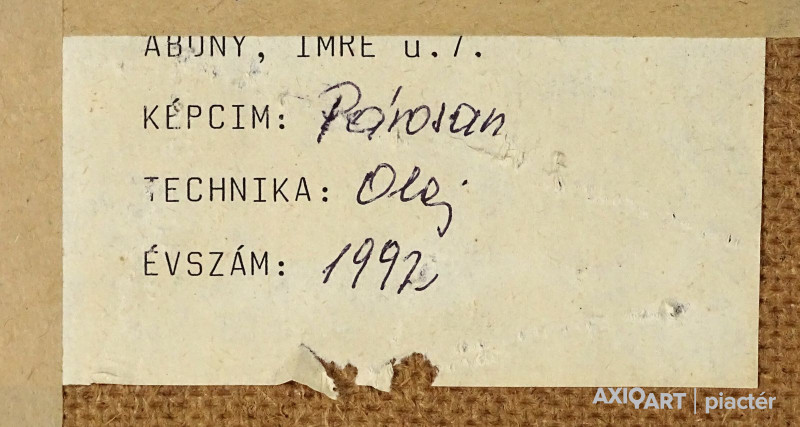 ABONY, IMRE u.7.
KÉPCIM: Párosan
TECHNIKA: Olaj
ÉVSZÁM: 1992
AXIOART | piactér